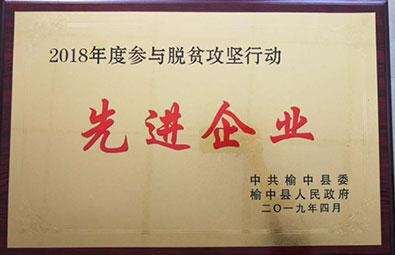 2018年度参与脱贫攻坚行动
先进企业
中共榆中县委
榆中县人民政府
二〇一九年四月